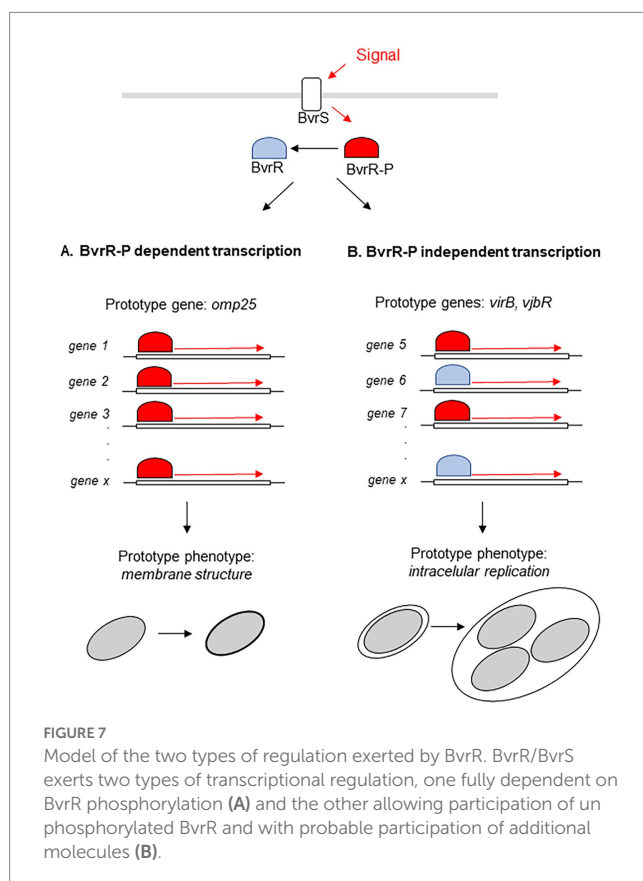 Signal
BvrS
BvrR
BvrR-P
A. BvrR-P dependent transcription
Prototype gene: omp25
gene 1
gene 2
gene 3
.
.
.
gene x
Prototype phenotype:
membrane structure
B. BvrR-P independent transcription
Prototype genes: virB, vjbR
gene 5
gene 6
gene 7
.
.
.
gene x
Prototype phenotype:
intracelular replication
FIGURE 7
Model of the two types of regulation exerted by BvrR. BvrR/BvrS
exerts two types of transcriptional regulation, one fully dependent on
BvrR phosphorylation (A) and the other allowing participation of un
phosphorylated BvrR and with probable participation of additional
molecules (B).